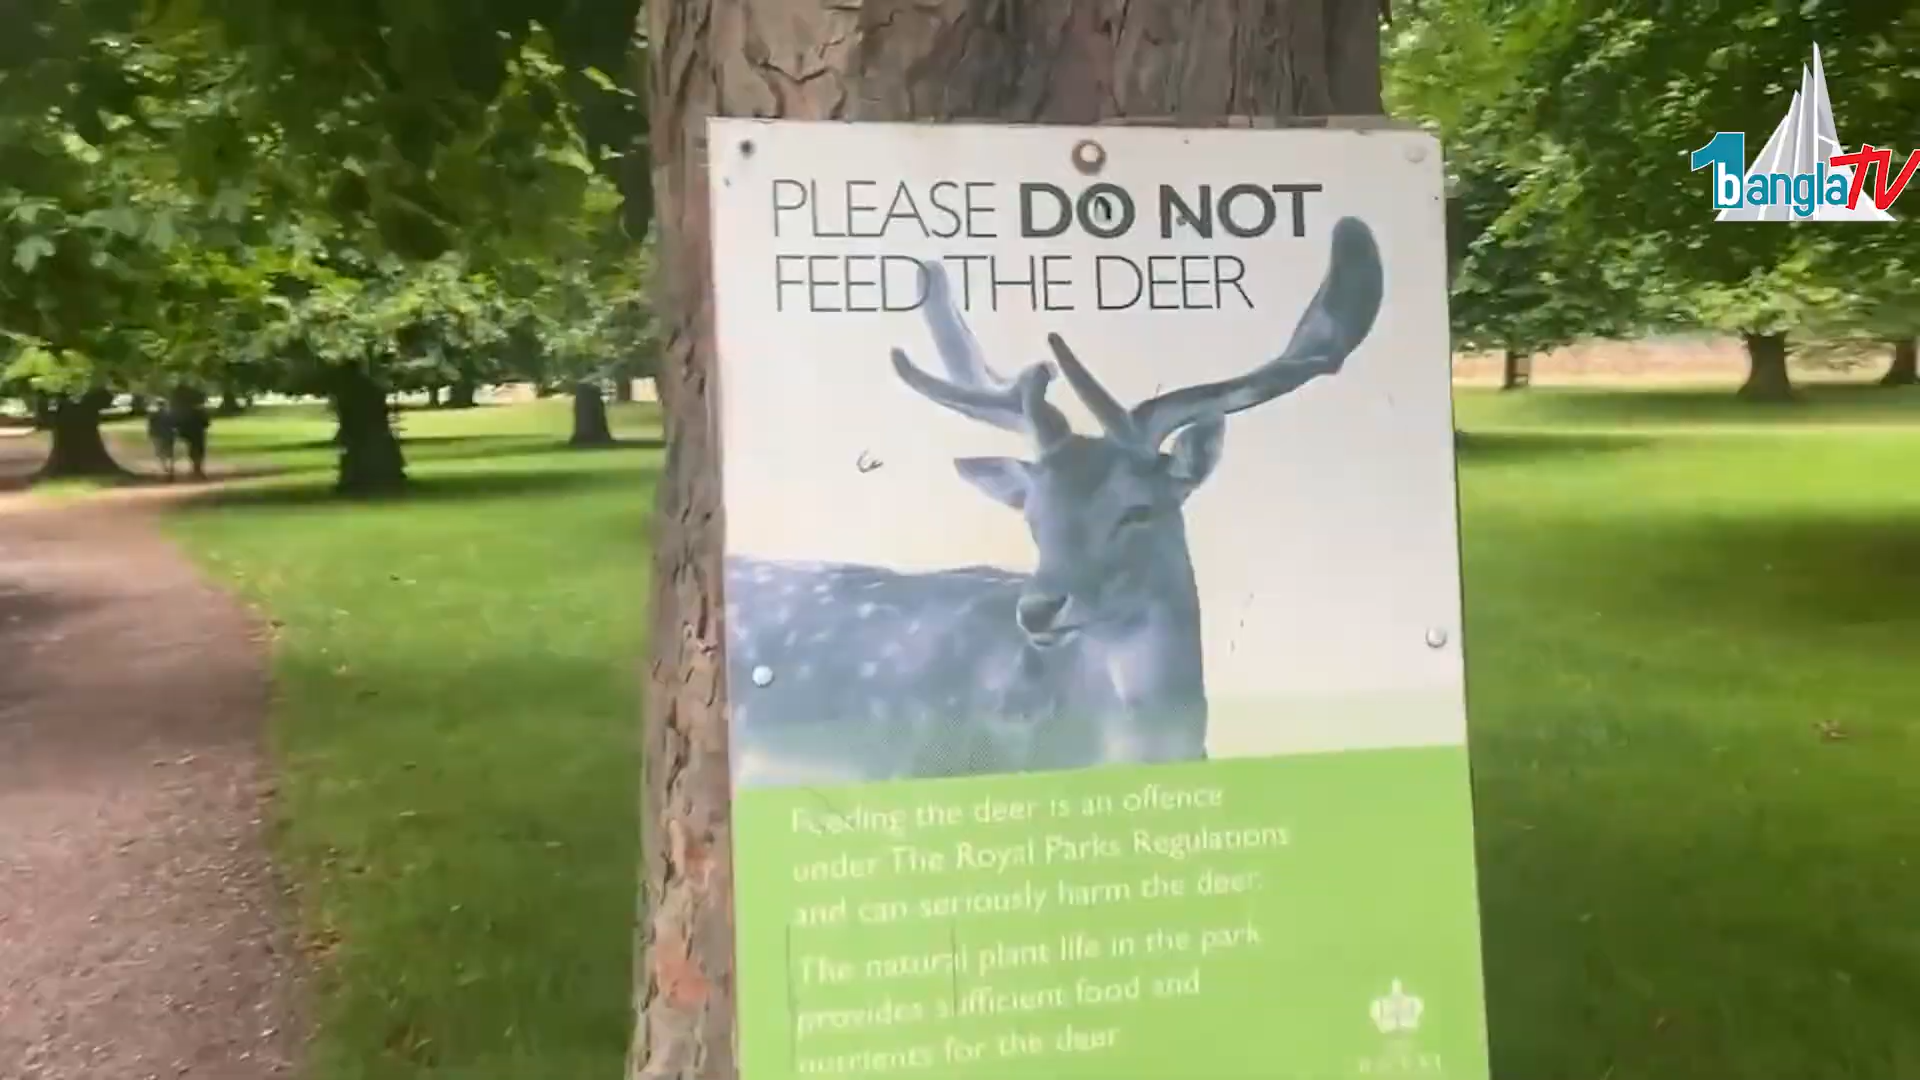 1banglaTV
PLEASE DO NOT
FEED THE DEER
Feeding the deer is an offence
under The Royal Parks Regulations
and can seriously harm the deer.
The natural plant life in the park
provides sufficient food and
nutrients for the deer
ROYAL